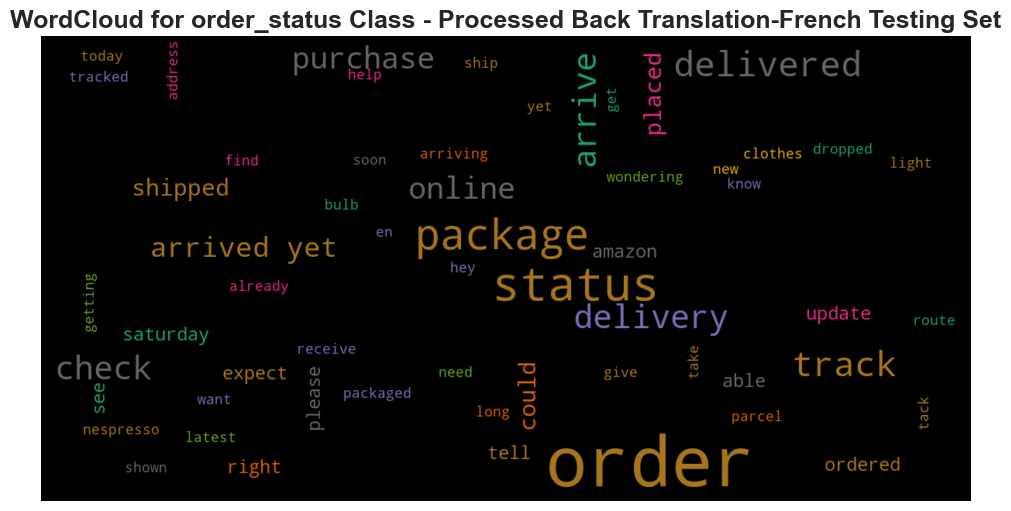 WordCloud for order_status Class - Processed Back Translation-French Testing Set
today
tracked
address
purchase
help
ship
yet
arrive
get
placed
delivered
find
soon
arriving
wondering
new
clothes
know
dropped
light
shipped
bulb
online
en
package
arrived yet
amazon
hey
status
already
getting
delivery
update
route
saturday
receive
check
expect
need
give
take
track
see
want
please
packaged
could
able
long
parcel
tack
nespresso
latest
tell
order
ordered
shown
right